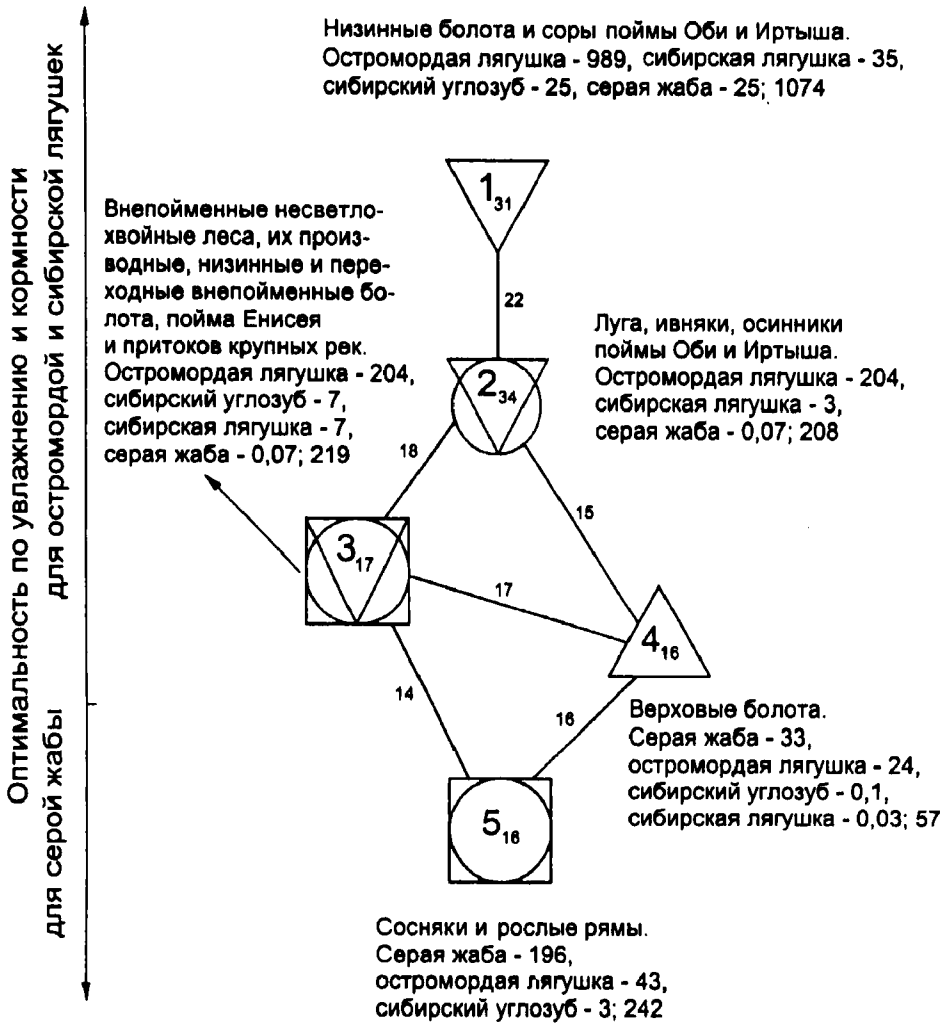 Оптимальность по увлажнению и кормности
для остромордой и сибирской лягушек
для серой жабы
Низинные болота и соры поймы Оби и Иртыша.
Остромордая лягушка - 989, сибирская лягушка - 35,
сибирский углозуб - 25, серая жаба - 25; 1074
1 31
22
Внепойменные несветло-
хвойные леса, их произ-
водные, низинные и пере-
ходные внепойменные бо-
лота, пойма Енисея
и притоков крупных рек.
Остромордая лягушка - 204,
сибирский углозуб - 7,
сибирская лягушка - 7,
серая жаба - 0,07; 219
Луга, ивняки, осинники
поймы Оби и Иртыша.
Остромордая лягушка - 204,
сибирская лягушка - 3,
серая жаба - 0,07; 208
2 34
18
15
3 17
17
4 16
14
16
Верховые болота.
Серая жаба - 33,
остромордая лягушка - 24,
сибирский углозуб - 0,1,
сибирская лягушка - 0,03; 57
5 16
Сосняки и рослые рямы.
Серая жаба - 196,
остромордая лягушка - 43,
сибирский углозуб - 3; 242